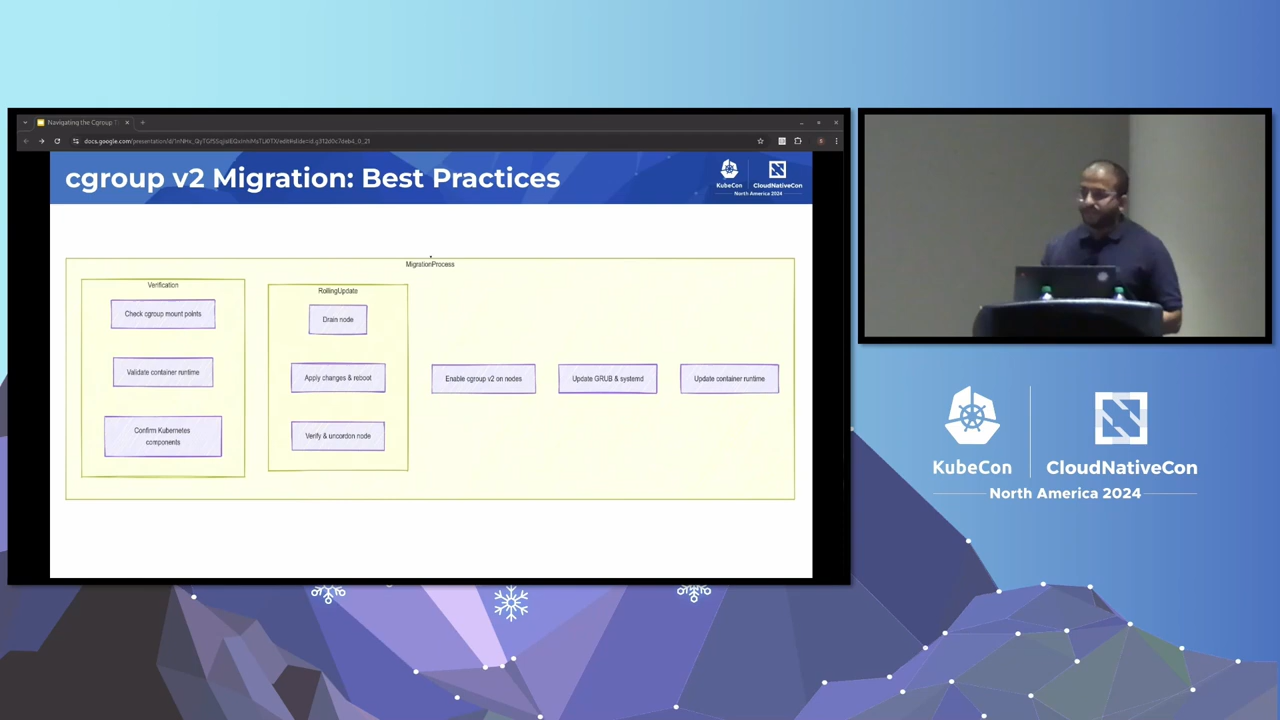 Navigating the Cgroup T
cgroup v2 Migration: Best Practices
KubeCon
CloudNativeCon
North America 2024
MigrationProcess
Verification
Check cgroup mount points
Validate container runtime
Confirm Kubernetes
components
RollingUpdate
Drain node
Apply changes & reboot
Verify & uncordon node
Enable cgroup v2 on nodes
Update GRUB & systemd
Update container runtime
KubeCon
CloudNativeCon
North America 2024